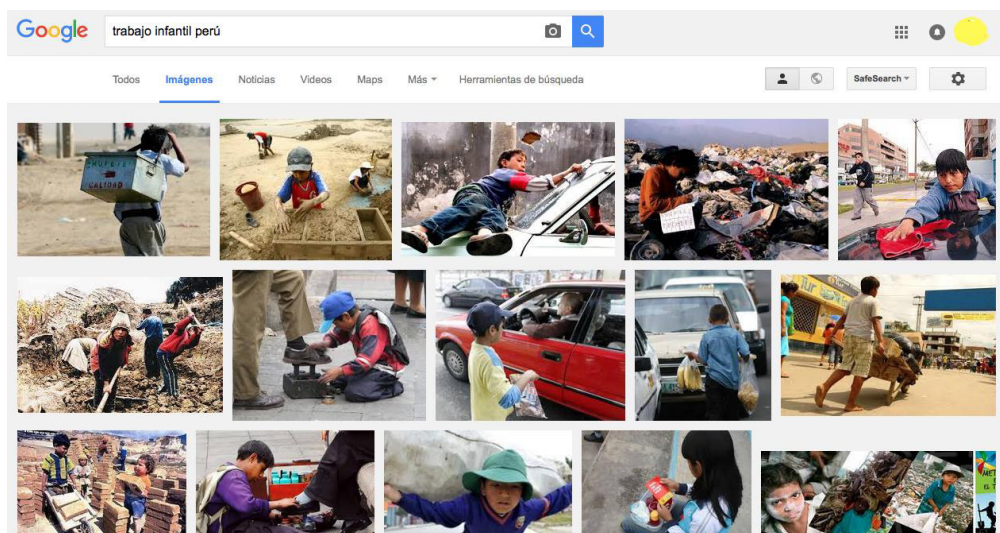 Google
trabajo infantil perú
Todos
Imágenes
Noticias
Videos
Maps
Más
Herramientas de búsqueda
SafeSearch
CALIDAD